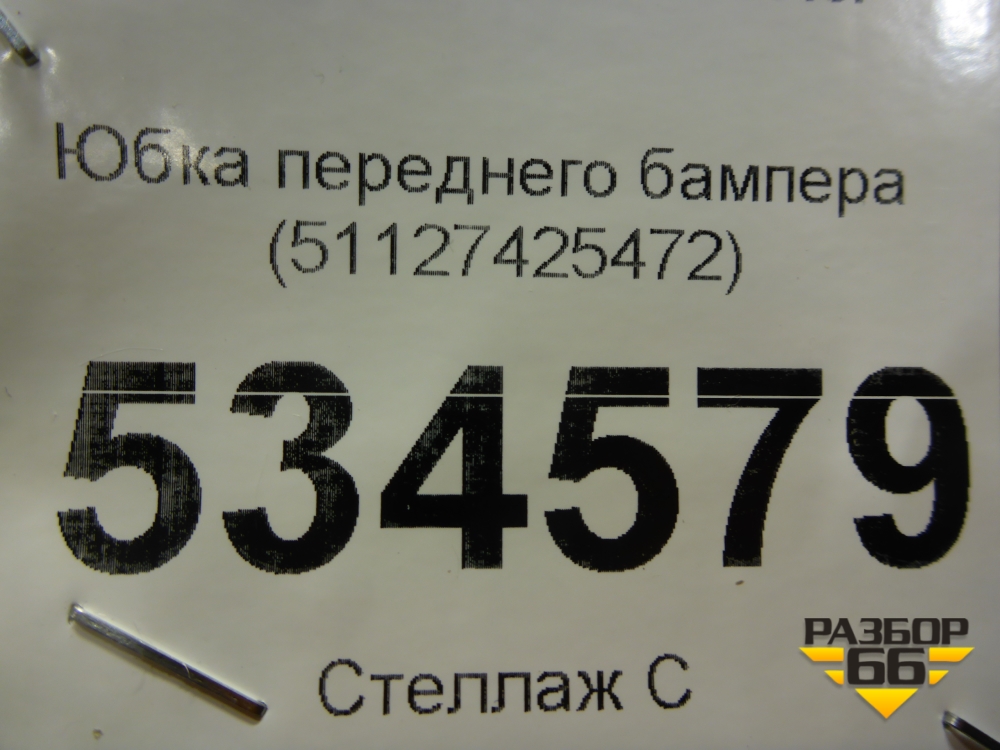 Юбка переднего бампера
(51127425472)
534579
Стеллаж С
РАЗБОР
66